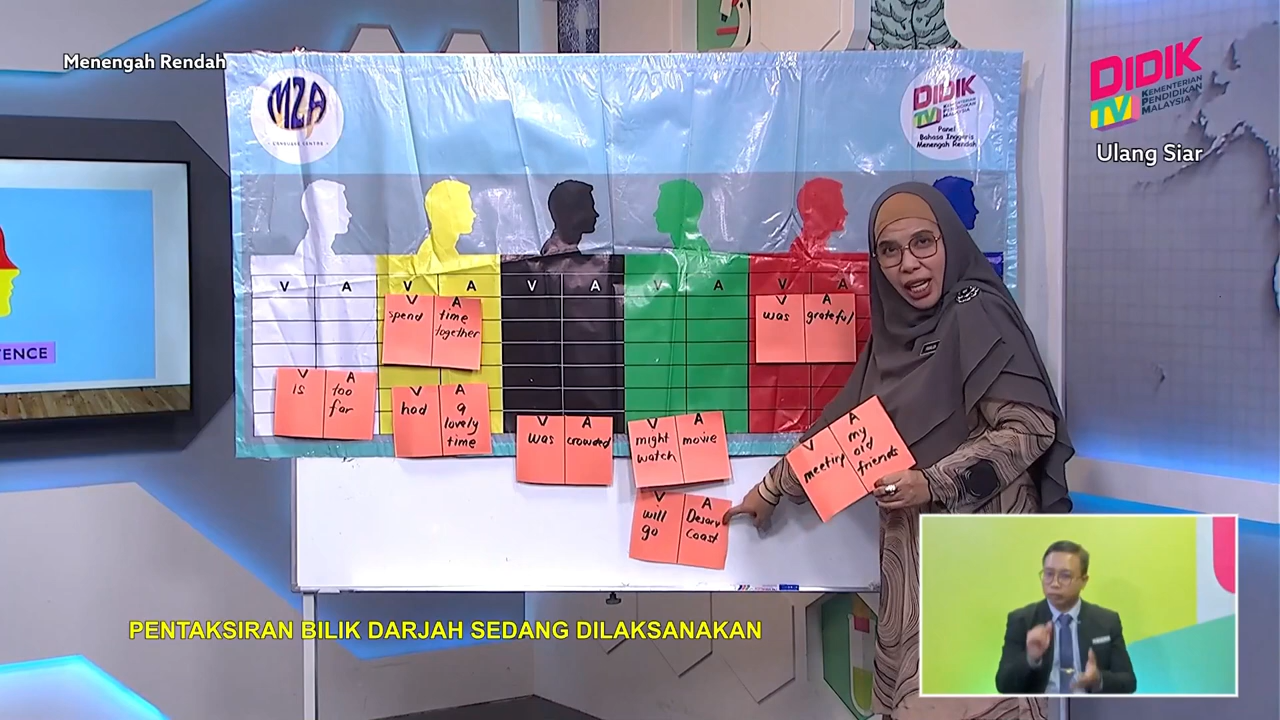 Menengah Rendah
MZA
LANGUAGE CENTRE
DIDIK
TV
KEMENTERIAN
PENDIDIKAN
MALAYSIA
Panel
Bahasa Inggeris
Menengah Rendah
DIDIK
TV
KEMENTERIAN
PENDIDIKAN
MALAYSIA
Ulang Siar
V A V A V A V A V A
V A
spend time
together
V A
was grateful
V A
is too
far
V A
had a
lovely
time
V A
was crowded
V A
might movie
watch
V A
meeting my
old
friends
V A
will Desaru
go Coast
TENCE
PENTAKSIRAN BILIK DARJAH SEDANG DILAKSANAKAN